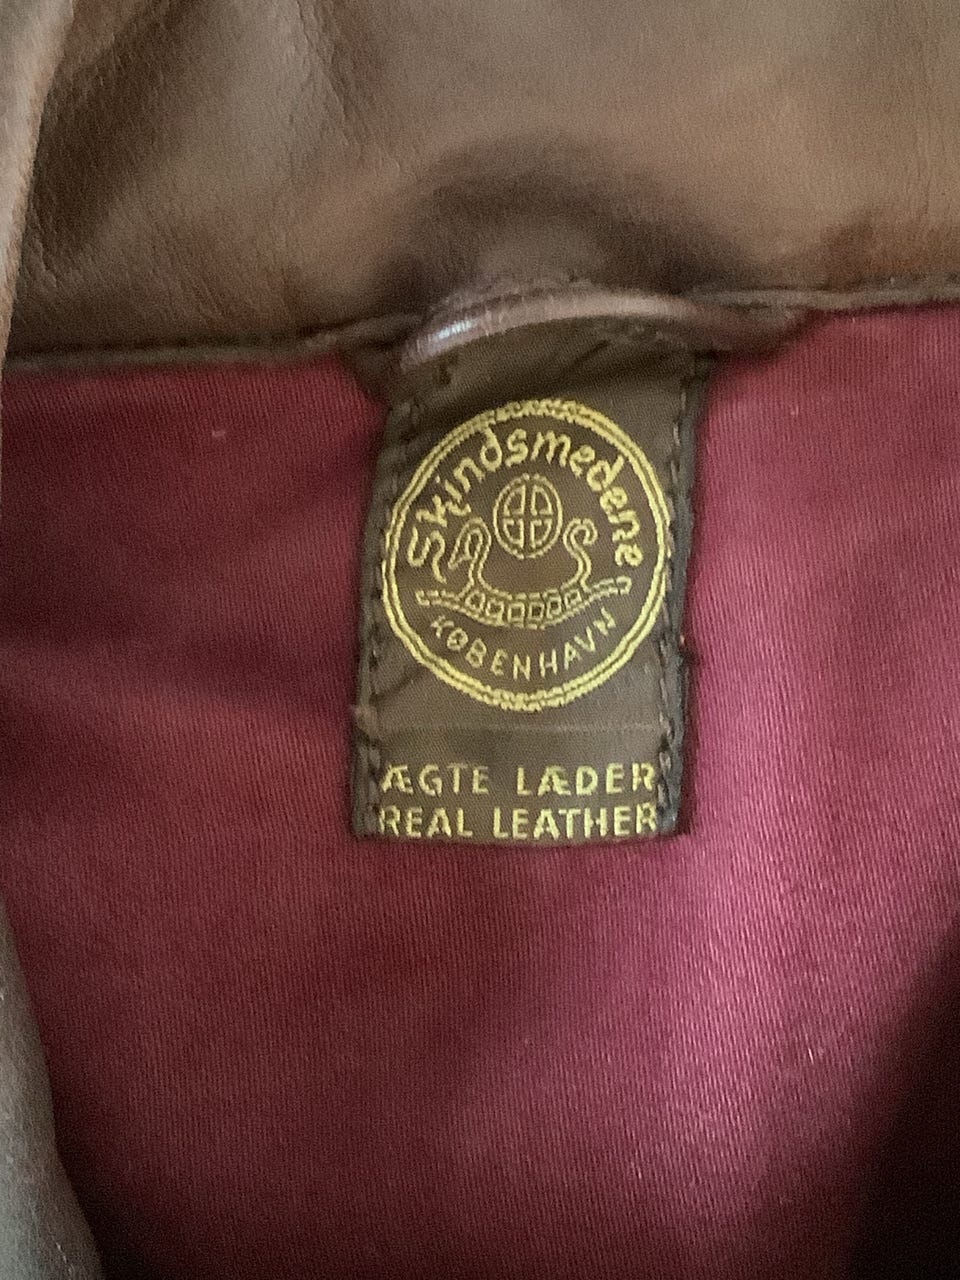 Skindsmedene
KØBENHAVN
ÆGTE LÆDER
REAL LEATHER